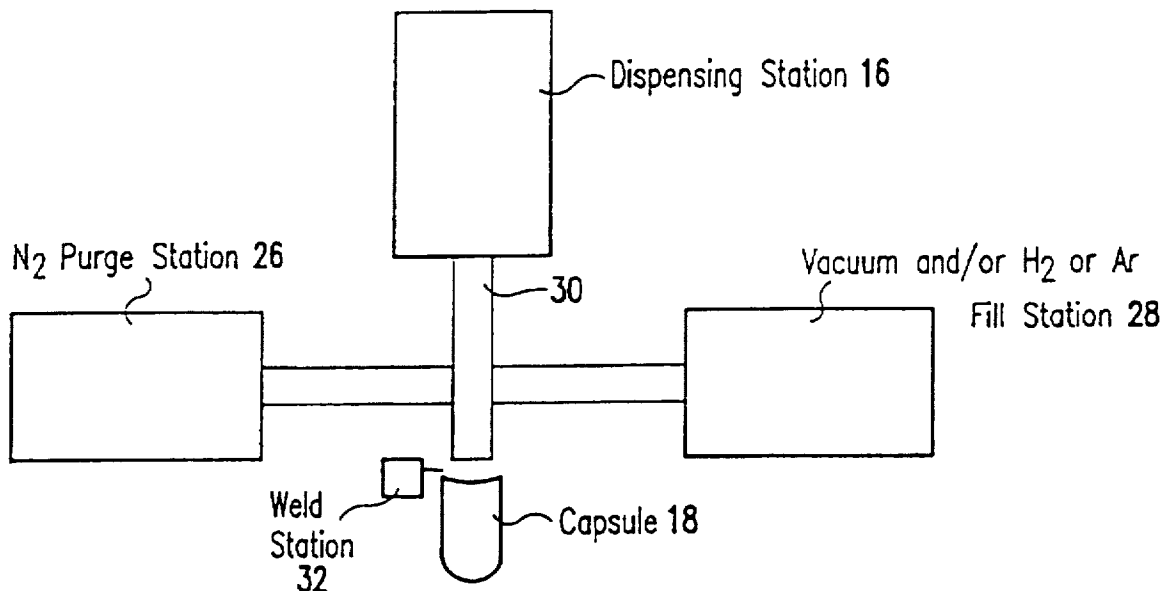 Dispensing Station 16
N2 Purge Station 26
30
Vacuum and/or H2 or Ar
Fill Station 28
Weld
Station
32
Capsule 18